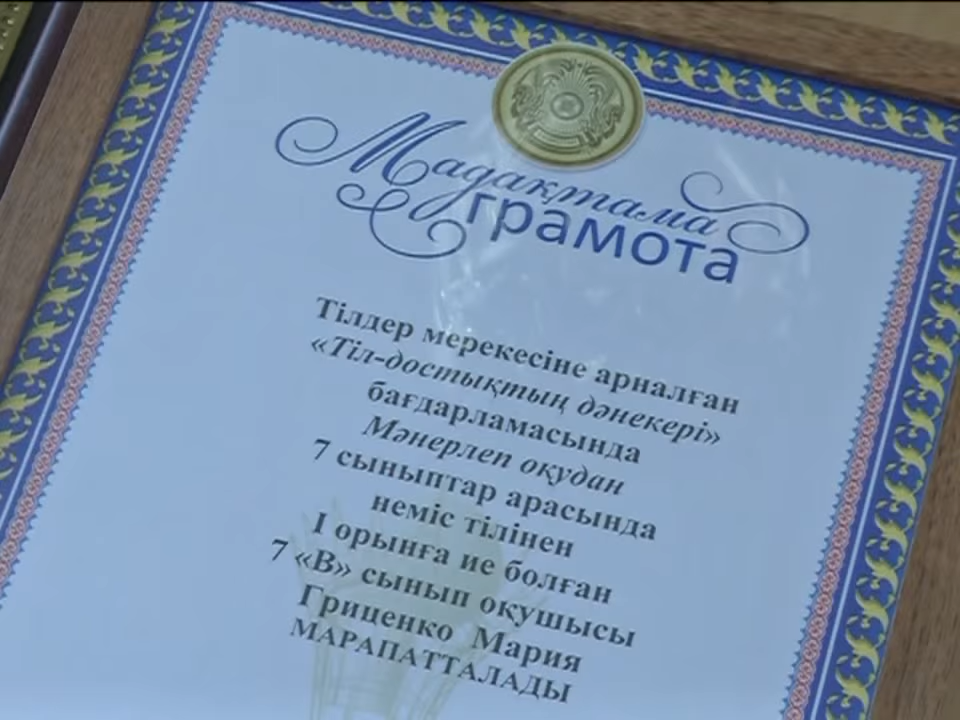 Мадақтама
грамота
Тілдер мерекесіне арналған
«Тіл-достықтың дәнекері»
бағдарламасында
Мәнерлеп оқудан
7 сыныптар арасында
неміс тілінен
І орынға ие болған
7 «В» сынып оқушысы
Гриценко Мария
МАРАПАТТАЛАДЫ